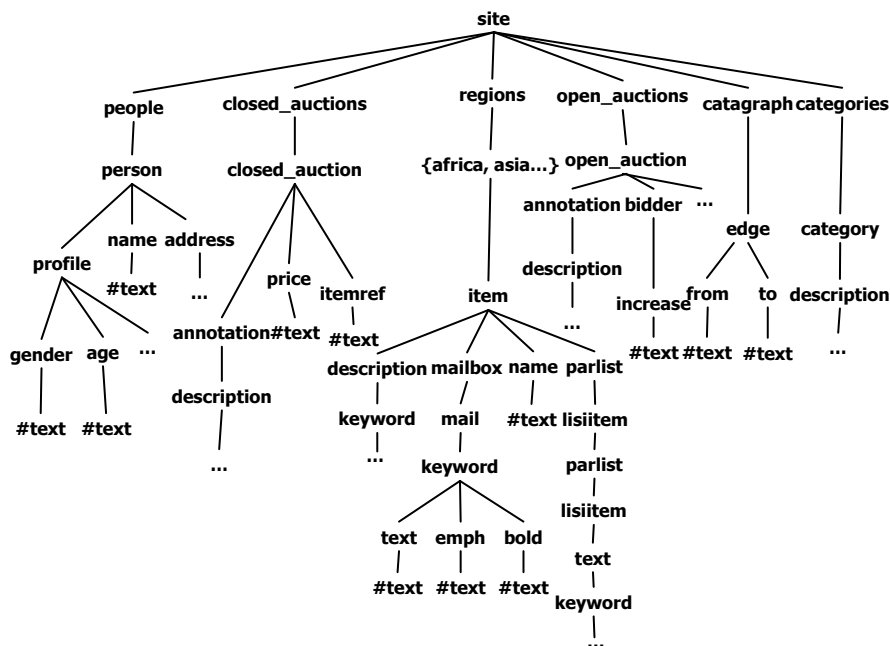 site
people closed_auctions regions open_auctions catagraph categories
person closed_auction {africa, asia...} open_auction
annotation bidder ...
name address edge category
profile #text ... price itemref description
item increase from to description
annotation #text #text ... #text #text #text ...
gender age ... description mailbox name parlist
description keyword mail #text lisiitem
#text #text ... ... keyword parlist
lisiitem
text emph bold text
#text #text #text keyword
...